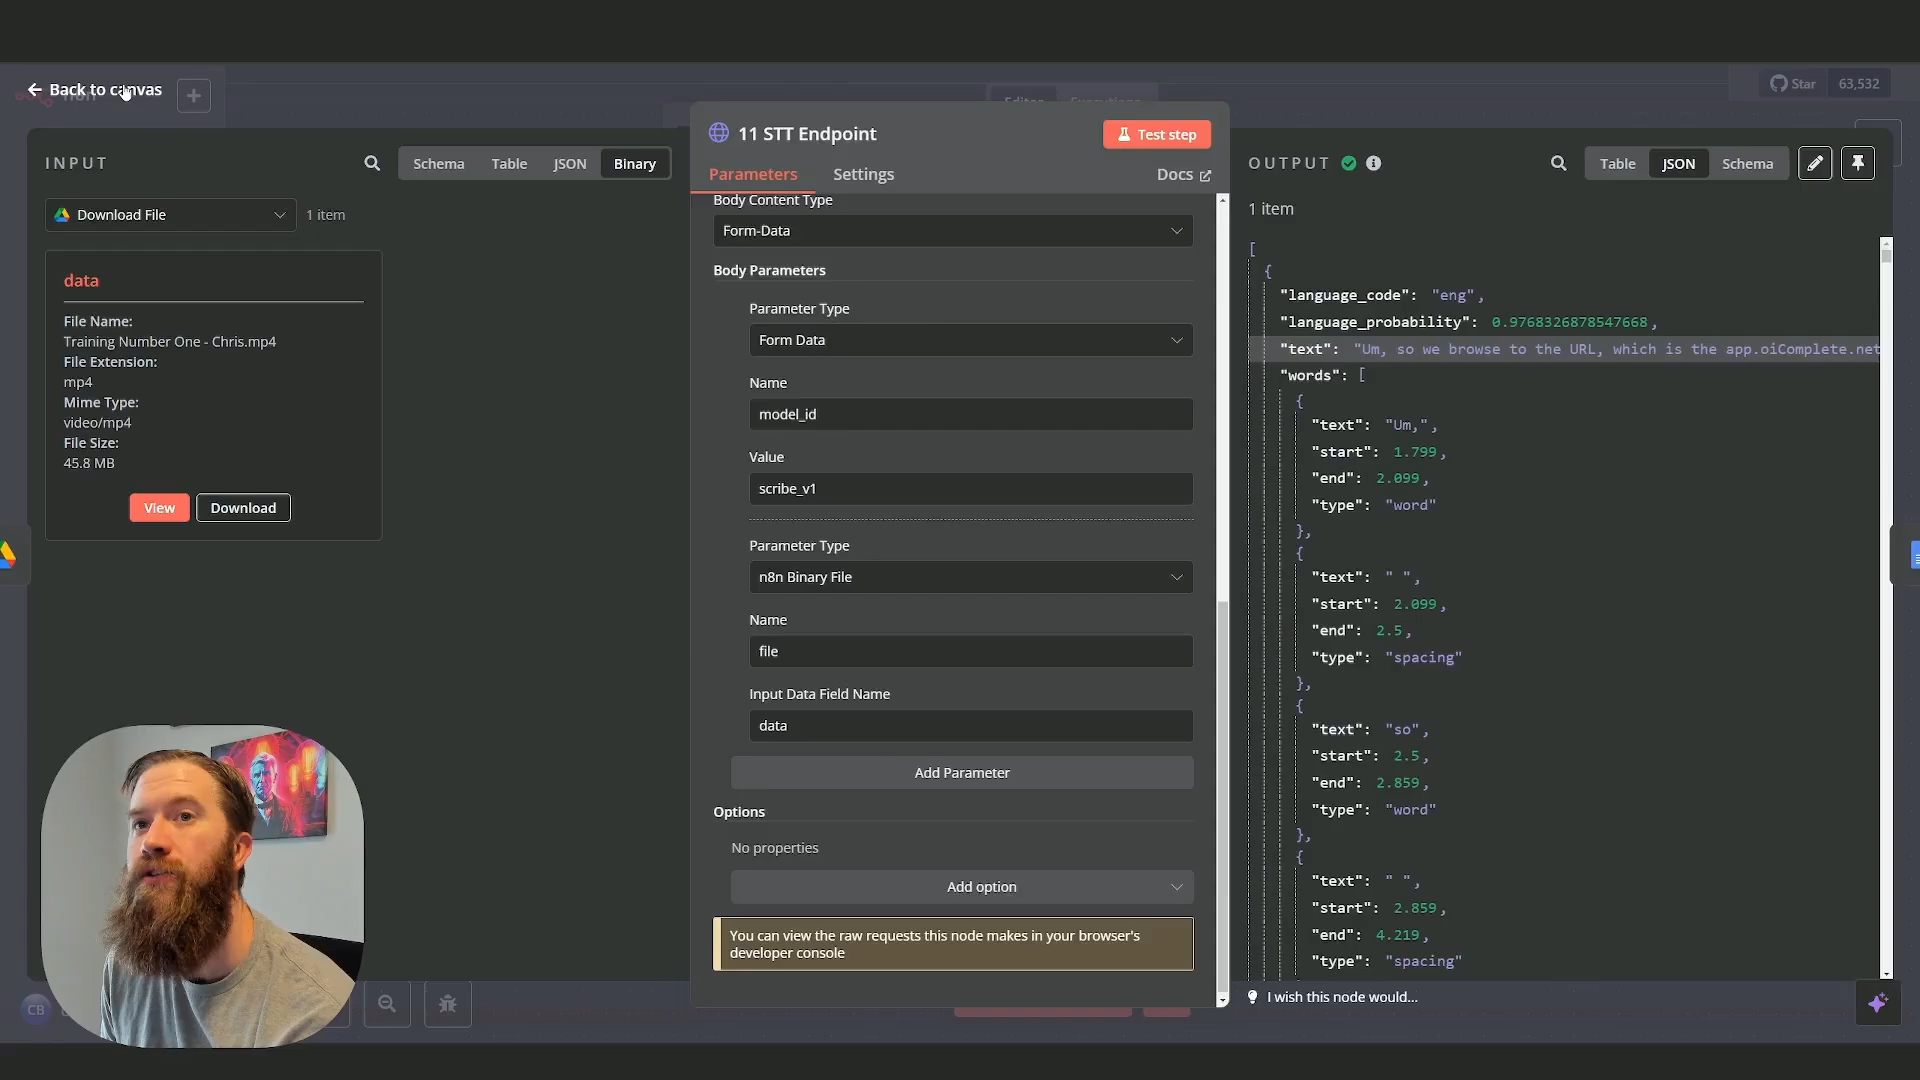 Back to canvas
Star
63,532
Editor
Executions
INPUT
Schema
Table
JSON
Binary
Download File
1 item
data
File Name:
Training Number One - Chris.mp4
File Extension:
mp4
Mime Type:
video/mp4
File Size:
45.8 MB
View
Download
CB
11 STT Endpoint
Test step
Parameters
Settings
Docs
Body Content Type
Form-Data
Body Parameters
Parameter Type
Form Data
Name
model_id
Value
scribe_v1
Parameter Type
n8n Binary File
Name
file
Input Data Field Name
data
Add Parameter
Options
No properties
Add option
You can view the raw requests this node makes in your browser's
developer console
OUTPUT
Table
JSON
Schema
1 item
[
{
"language_code": "eng",
"language_probability": 0.9768326878547668,
"text": "Um, so we browse to the URL, which is the app.oiComplete.net
"words": [
{
"text": "Um,",
"start": 1.799,
"end": 2.099,
"type": "word"
},
{
"text": " ",
"start": 2.099,
"end": 2.5,
"type": "spacing"
},
{
"text": "so",
"start": 2.5,
"end": 2.859,
"type": "word"
},
{
"text": " ",
"start": 2.859,
"end": 4.219,
"type": "spacing"
I wish this node would...